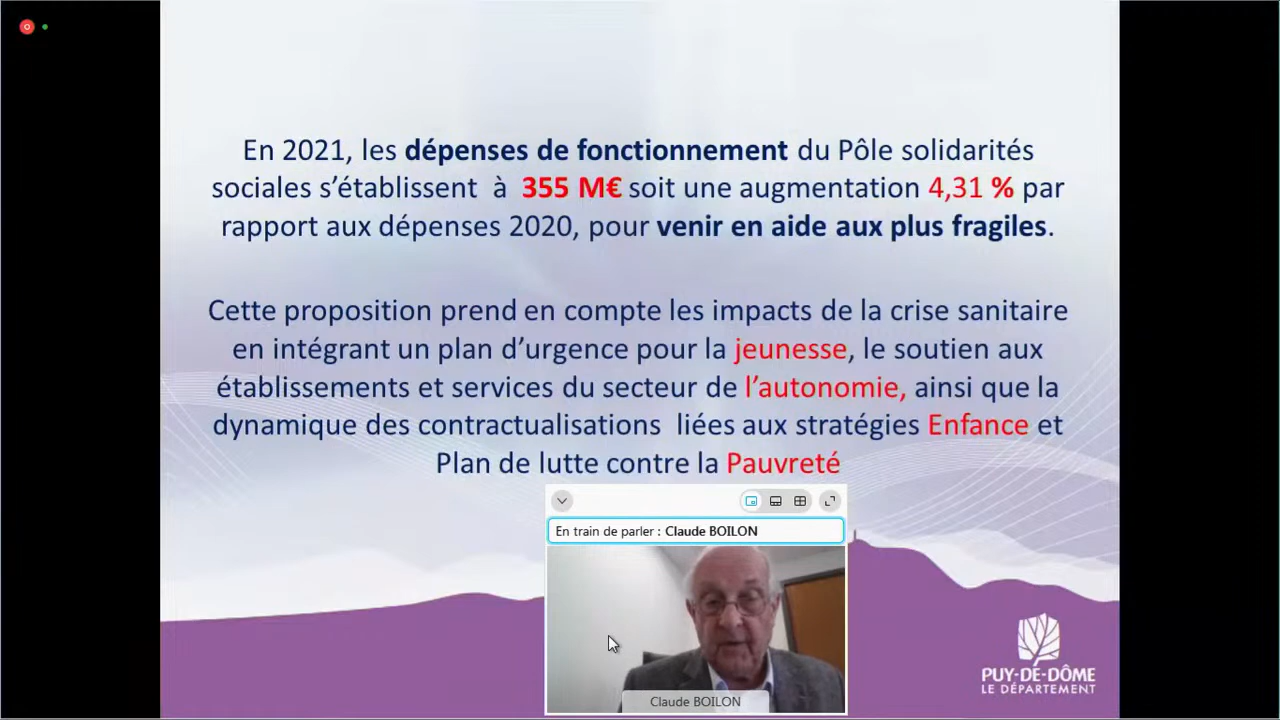 En 2021, les dépenses de fonctionnement du Pôle solidarités
sociales s’établissent à 355 M€ soit une augmentation 4,31 % par
rapport aux dépenses 2020, pour venir en aide aux plus fragiles.
Cette proposition prend en compte les impacts de la crise sanitaire
en intégrant un plan d’urgence pour la jeunesse, le soutien aux
établissements et services du secteur de l’autonomie, ainsi que la
dynamique des contractualisations liées aux stratégies Enfance et
Plan de lutte contre la Pauvreté
En train de parler : Claude BOILON
Claude BOILON
PUY-DE-DÔME
LE DÉPARTEMENT